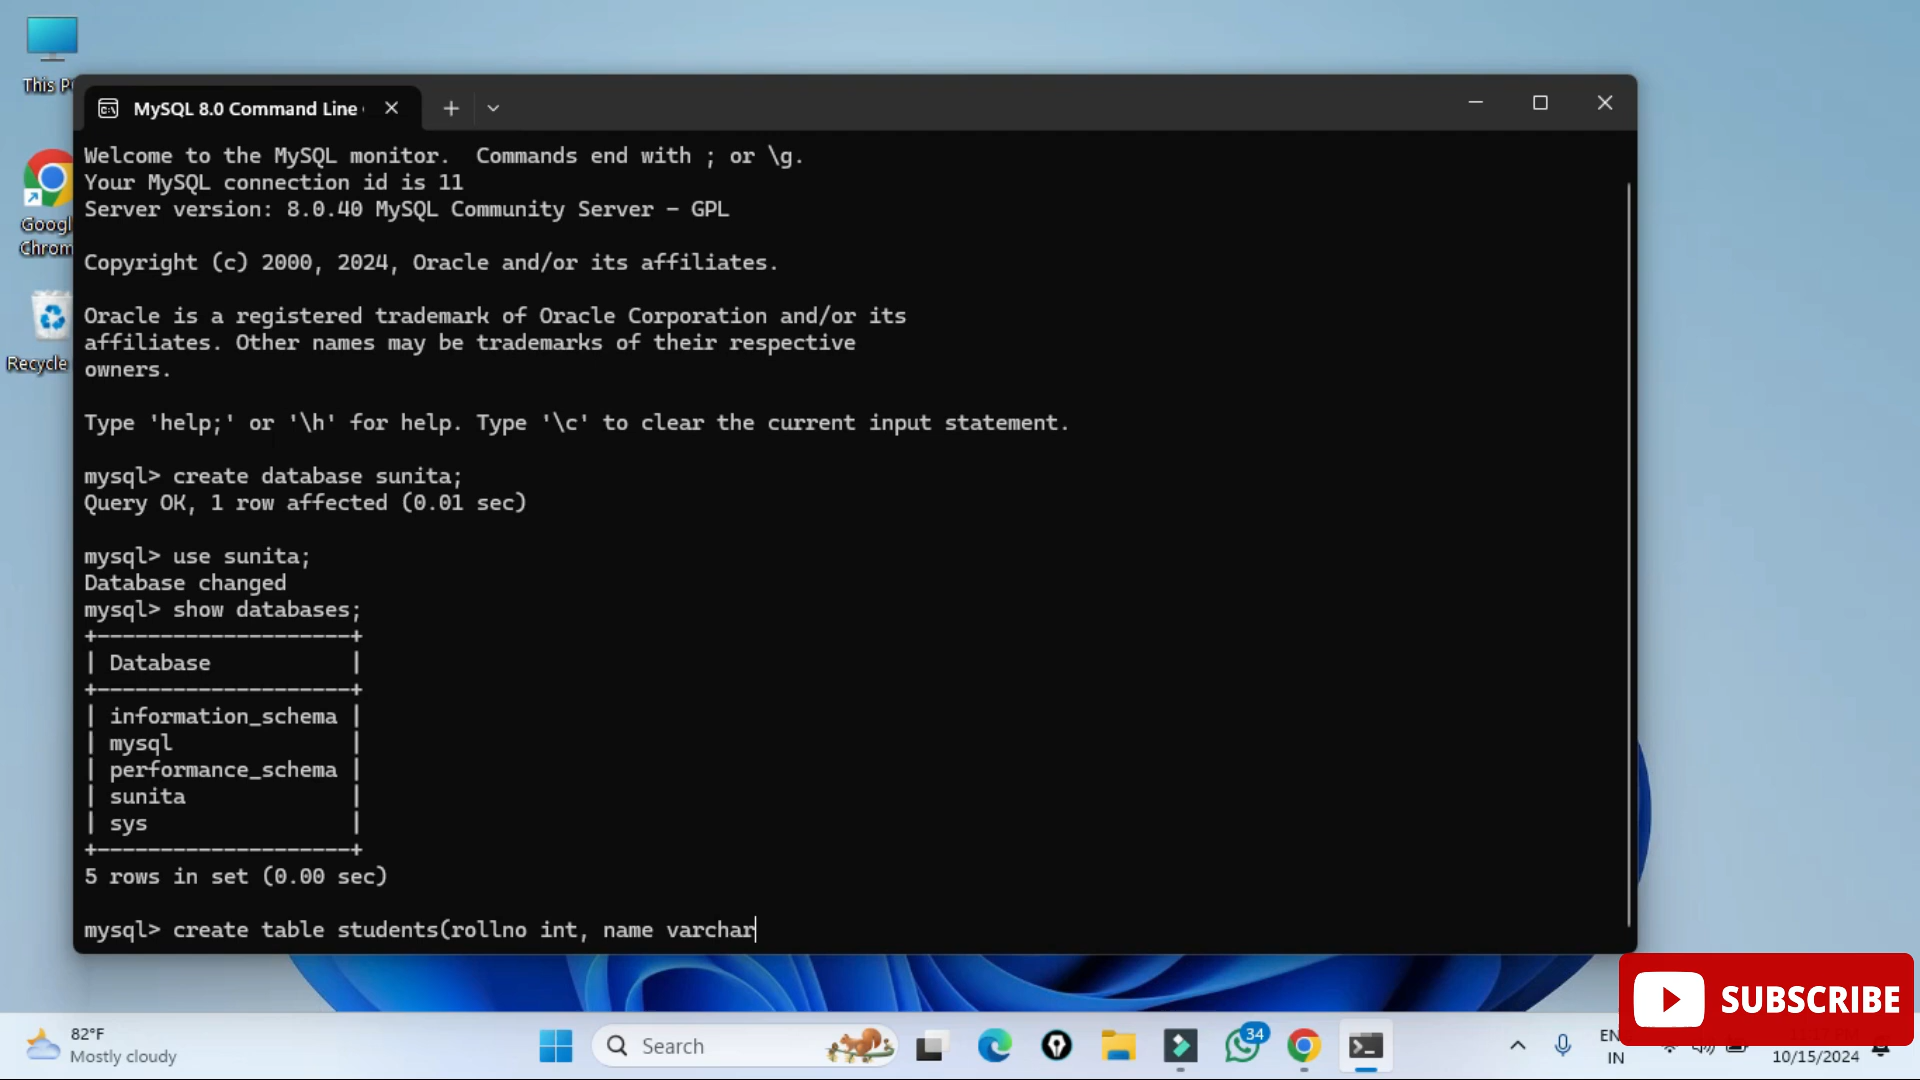 This P
Googl
Chrom
Recycle
MySQL 8.0 Command Line
Welcome to the MySQL monitor.  Commands end with ; or \g.
Your MySQL connection id is 11
Server version: 8.0.40 MySQL Community Server - GPL
Copyright (c) 2000, 2024, Oracle and/or its affiliates.
Oracle is a registered trademark of Oracle Corporation and/or its
affiliates. Other names may be trademarks of their respective
owners.
Type 'help;' or '\h' for help. Type '\c' to clear the current input statement.
mysql> create database sunita;
Query OK, 1 row affected (0.01 sec)
mysql> use sunita;
Database changed
mysql> show databases;
+--------------------+
| Database           |
+--------------------+
| information_schema |
| mysql              |
| performance_schema |
| sunita             |
| sys                |
+--------------------+
5 rows in set (0.00 sec)
mysql> create table students(rollno int, name varchar
SUBSCRIBE
82°F
Mostly cloudy
Search
34
EN
IN
10/15/2024